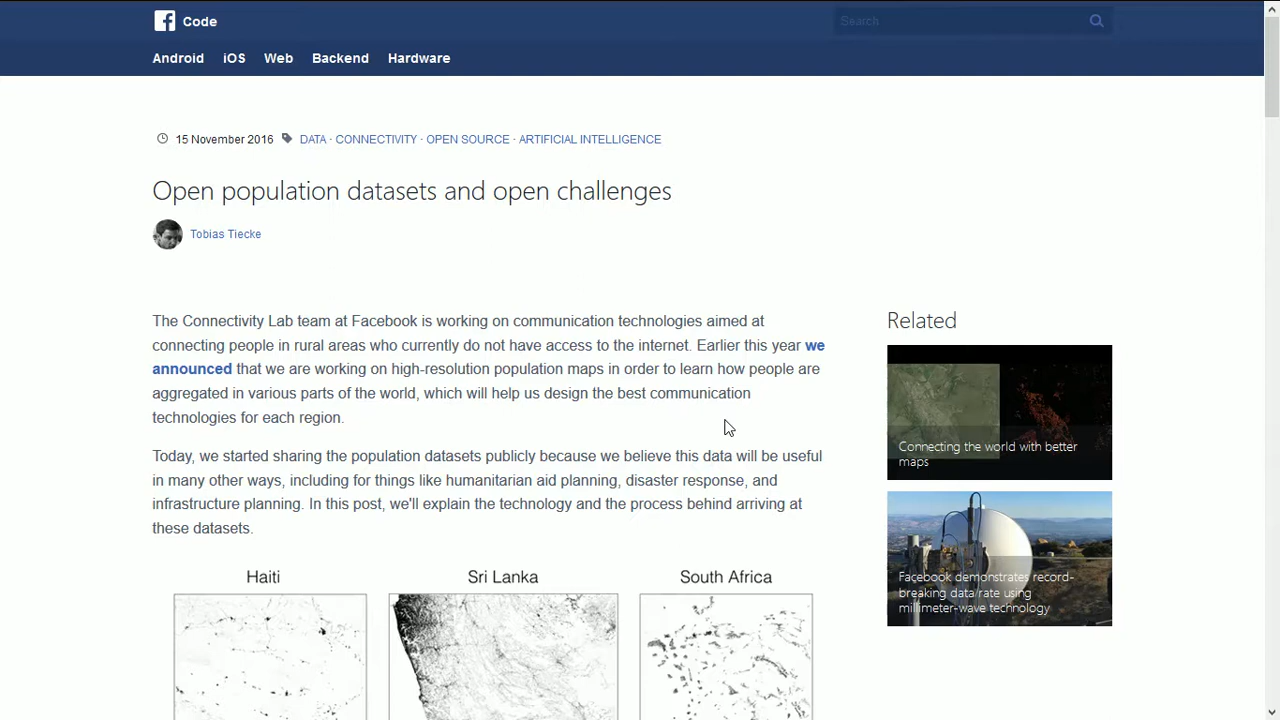 Code
Search
Android iOS Web Backend Hardware
15 November 2016 DATA · CONNECTIVITY · OPEN SOURCE · ARTIFICIAL INTELLIGENCE
Open population datasets and open challenges
Tobias Tiecke
The Connectivity Lab team at Facebook is working on communication technologies aimed at
connecting people in rural areas who currently do not have access to the internet. Earlier this year we
announced that we are working on high-resolution population maps in order to learn how people are
aggregated in various parts of the world, which will help us design the best communication
technologies for each region.
Today, we started sharing the population datasets publicly because we believe this data will be useful
in many other ways, including for things like humanitarian aid planning, disaster response, and
infrastructure planning. In this post, we'll explain the technology and the process behind arriving at
these datasets.
Haiti Sri Lanka South Africa
Related
Connecting the world with better
maps
Facebook demonstrates record-
breaking data rate using
millimeter-wave technology